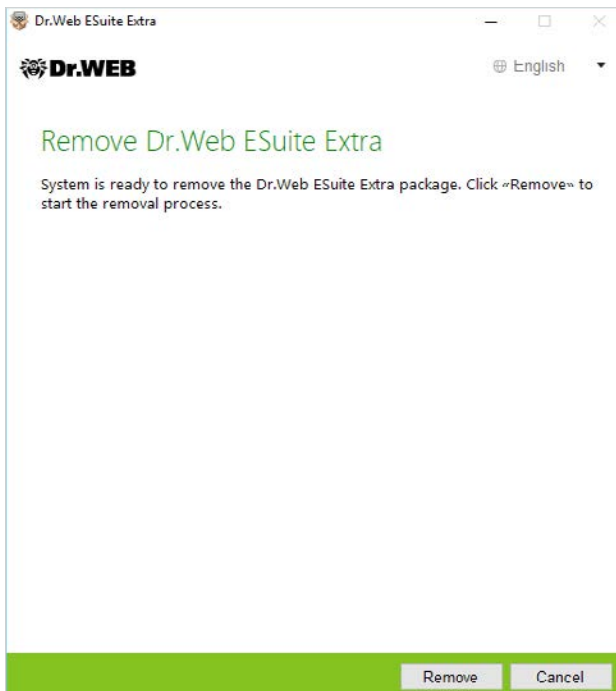 Dr.Web ESuite Extra
Dr.WEB
English
Remove Dr.Web ESuite Extra
System is ready to remove the Dr.Web ESuite Extra package. Click «Remove» to
start the removal process.
Remove
Cancel